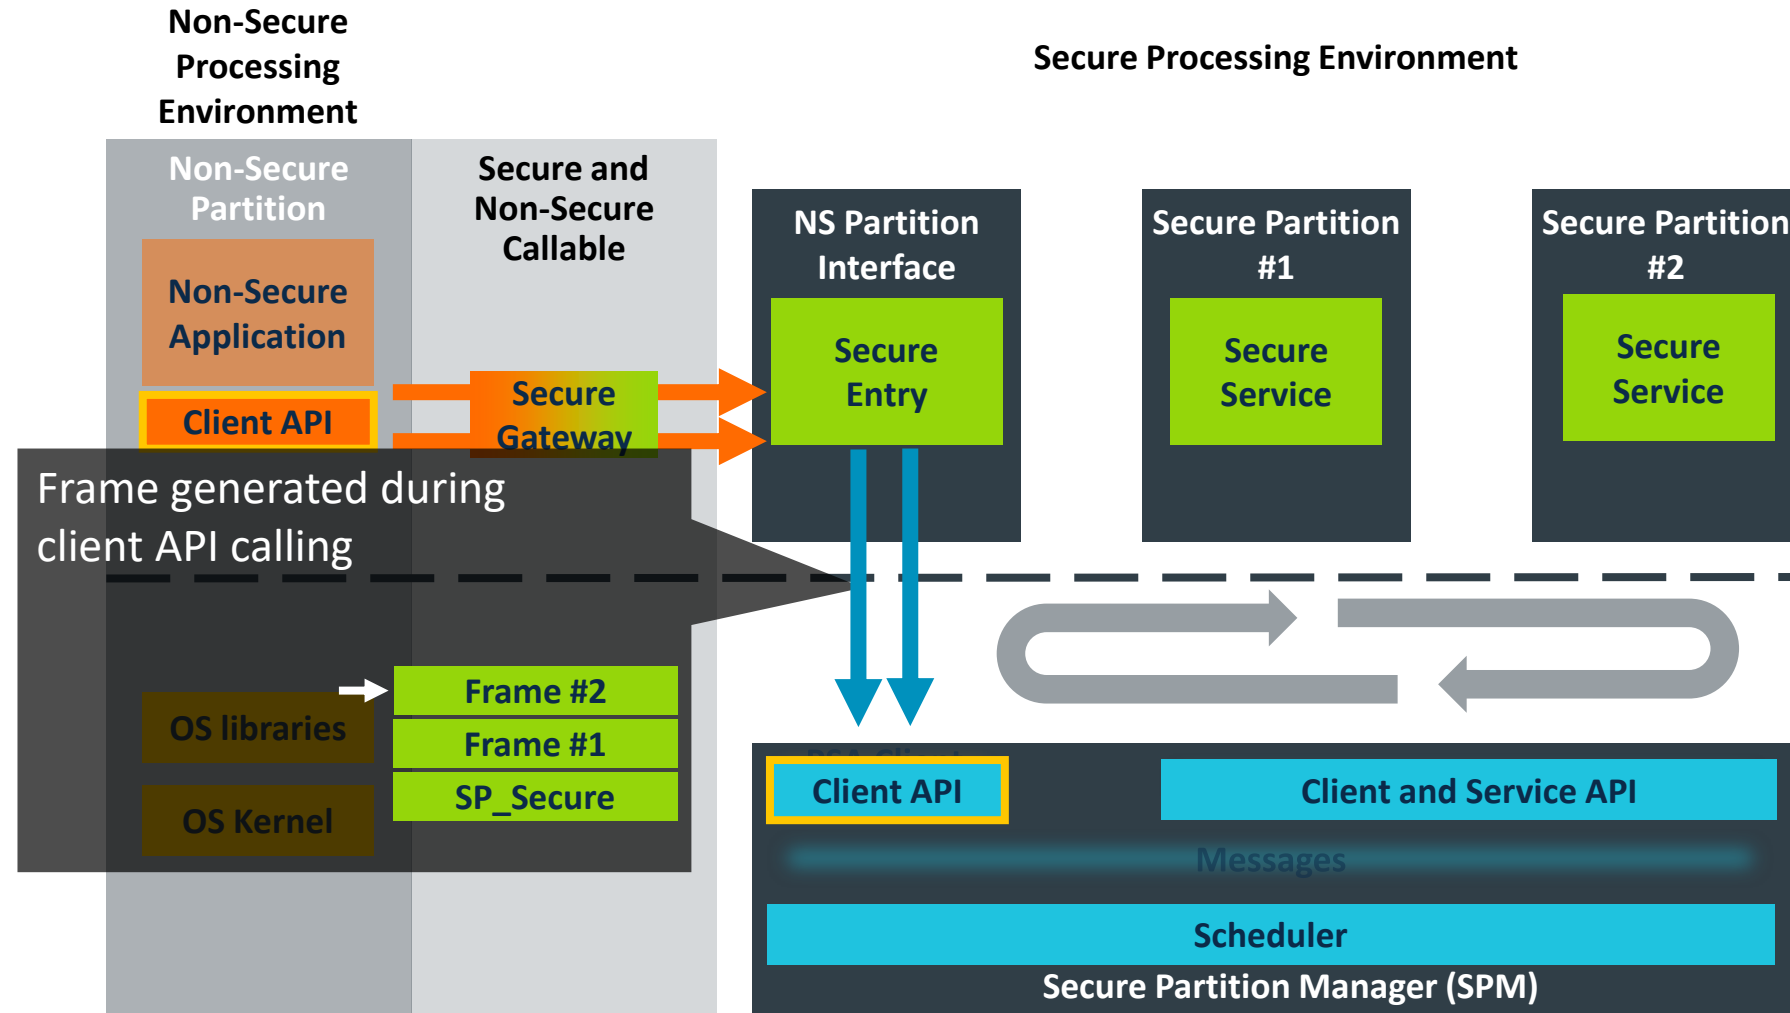 Non-Secure
Processing
Environment
Secure Processing Environment
Non-Secure
Partition
Secure and
Non-Secure
Callable
NS Partition
Interface
Secure Partition
#1
Secure Partition
#2
Non-Secure
Application
Client API
Secure
Gateway
Secure
Entry
Secure
Service
Secure
Service
Frame generated during
client API calling
OS libraries
OS Kernel
Frame #2
Frame #1
SP_Secure
PSA Client
Client API
Client and Service API
Messages
Scheduler
Secure Partition Manager (SPM)